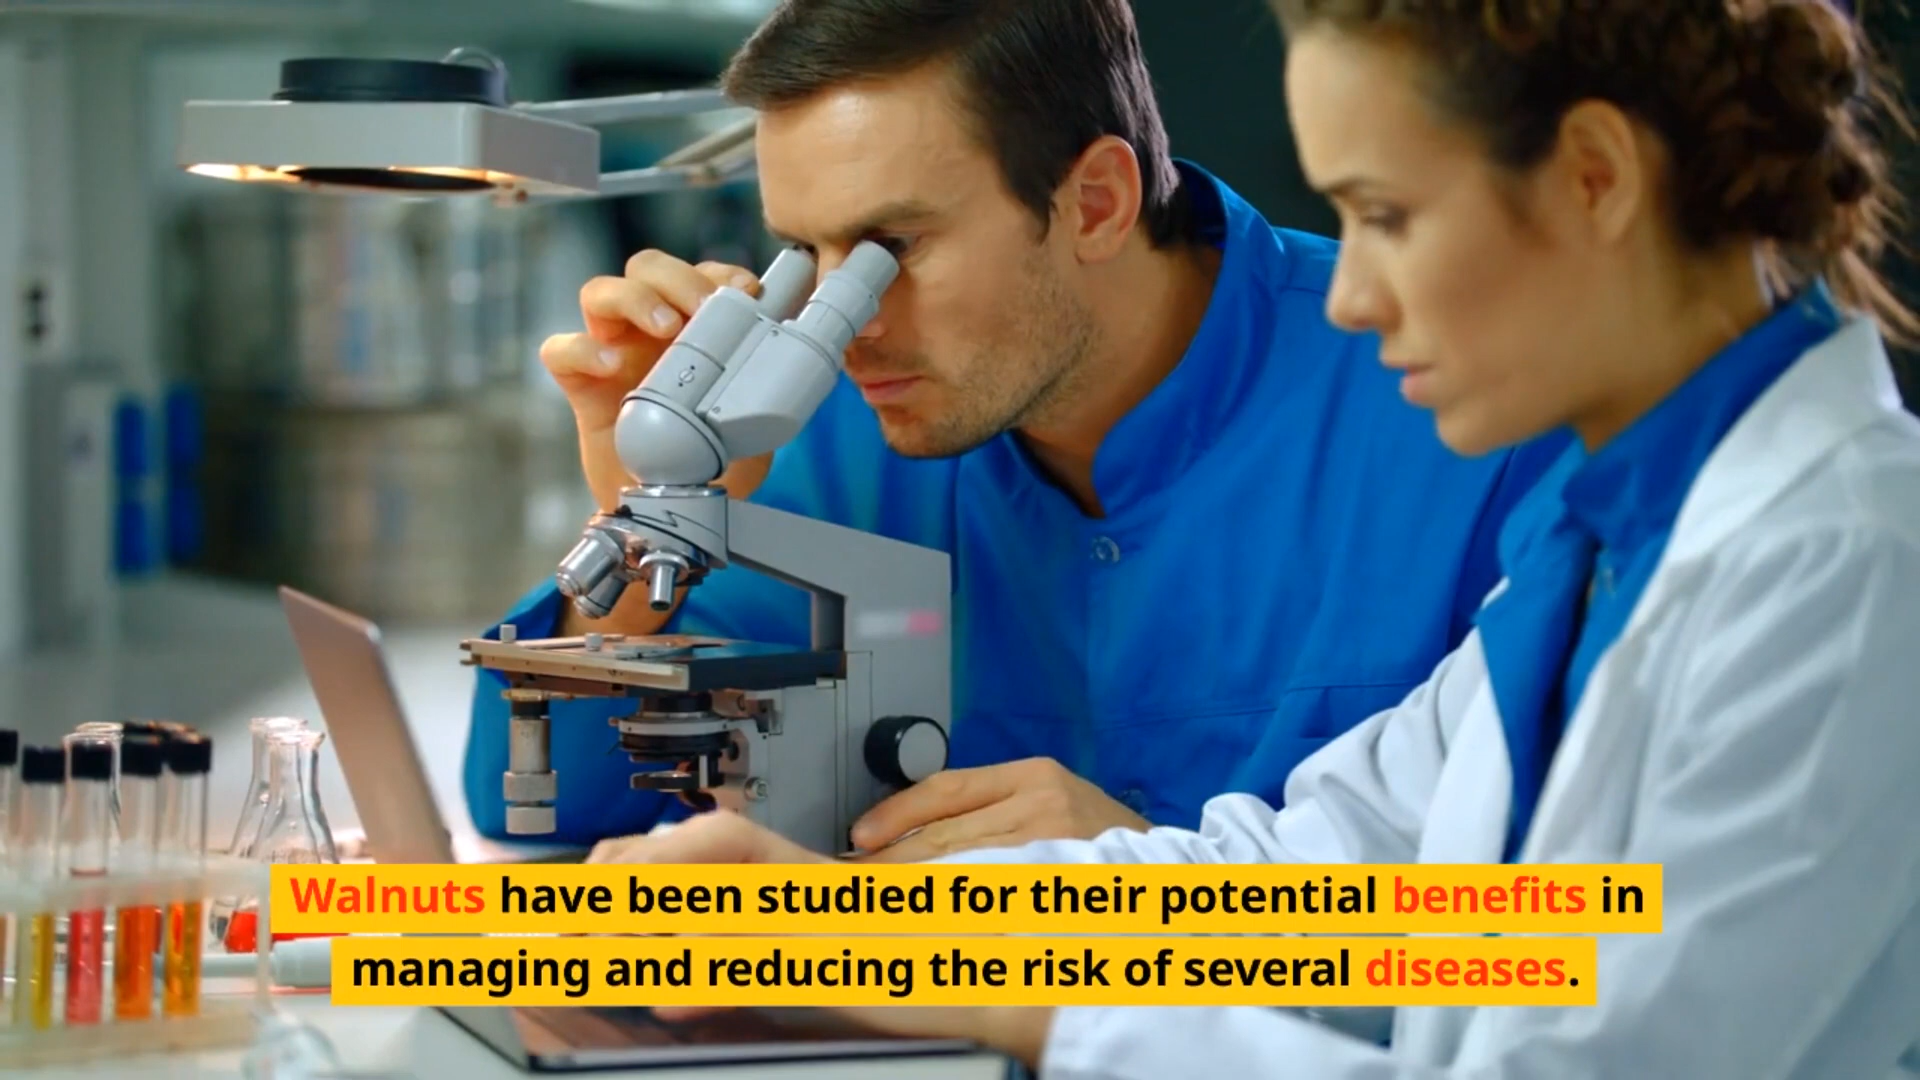 Walnuts have been studied for their potential benefits in
managing and reducing the risk of several diseases.